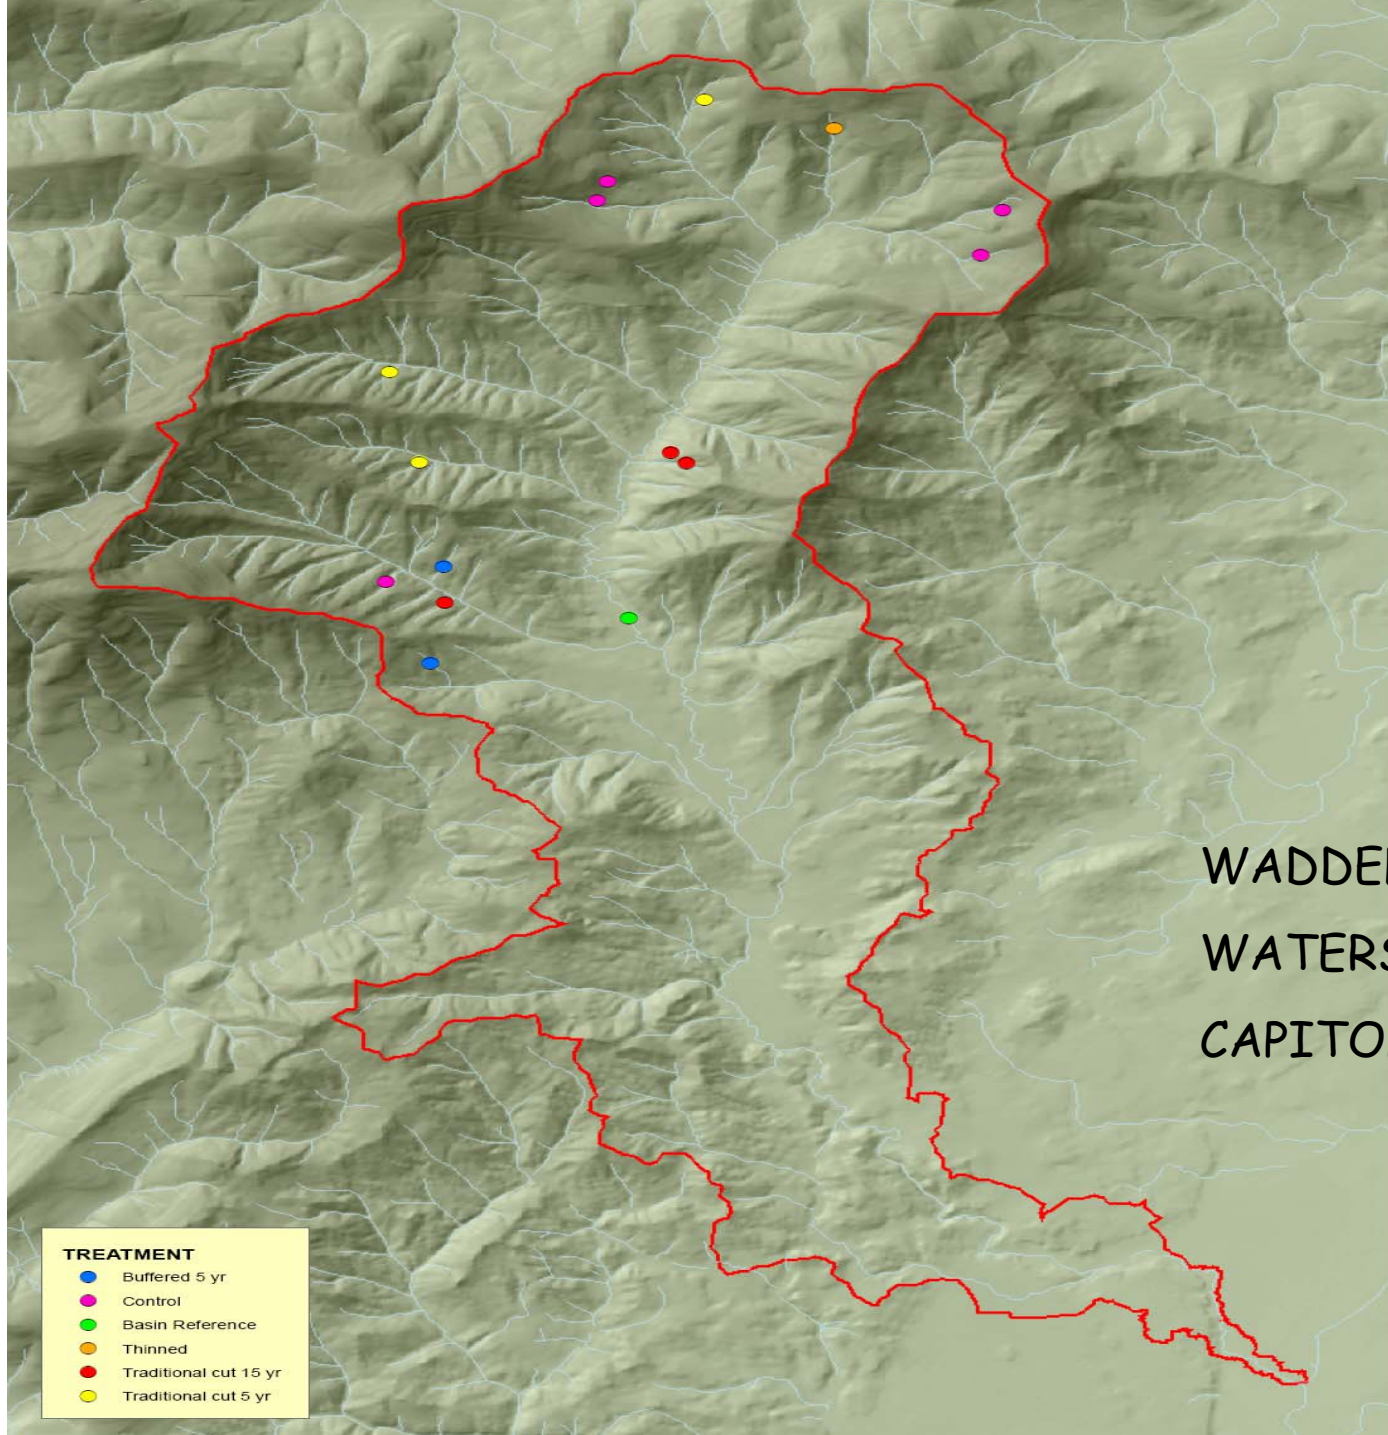 WADDE
WATERS
CAPITO
TREATMENT
Buffered 5 yr
Control
Basin Reference
Thinned
Traditional cut 15 yr
Traditional cut 5 yr